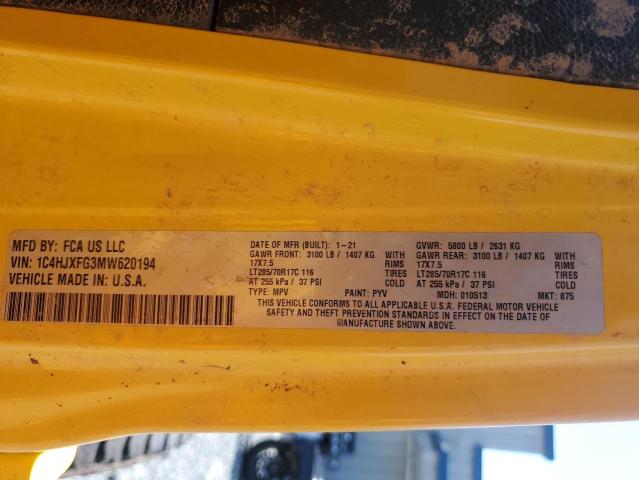 MFD BY: FCA US LLC
VIN: 1C4HJXFG3MW620194
VEHICLE MADE IN: U.S.A.
DATE OF MFR (BUILT): 1-21 GVWR: 5800 LB / 2631 KG
GAWR FRONT: 3100 LB / 1407 KG WITH GAWR REAR: 3100 LB / 1407 KG WITH
17X7.5 RIMS 17X7.5 RIMS
LT285/70R17C 116 TIRES LT285/70R17C 116 TIRES
AT 255 kPa / 37 PSI COLD AT 255 kPa / 37 PSI COLD
TYPE: MPV PAINT: PYV MDH: 010513 MKT: 875
THIS VEHICLE CONFORMS TO ALL APPLICABLE U.S.A. FEDERAL MOTOR VEHICLE
SAFETY AND THEFT PREVENTION STANDARDS IN EFFECT ON THE DATE OF
MANUFACTURE SHOWN ABOVE.